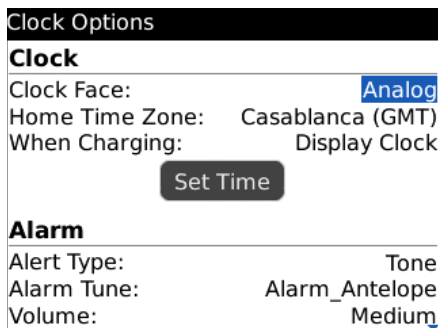 Clock Options
Clock
Clock Face: Analog
Home Time Zone: Casablanca (GMT)
When Charging: Display Clock
Set Time
Alarm
Alert Type: Tone
Alarm Tune: Alarm_Antelope
Volume: Medium